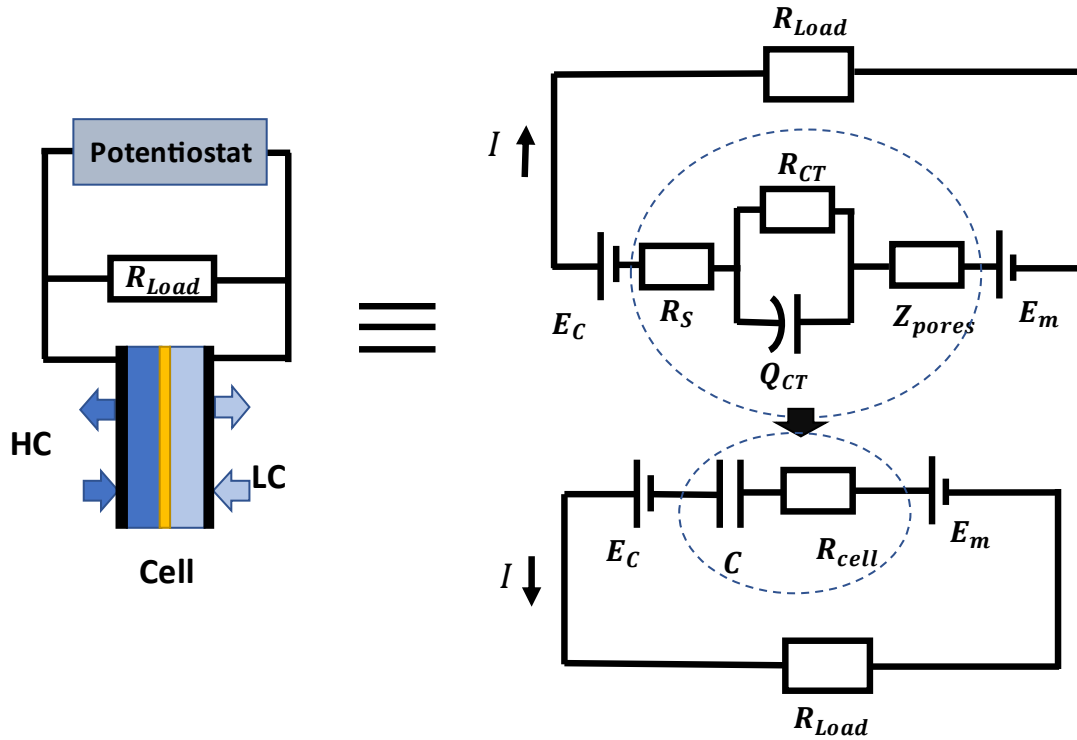 Potentiostat
R_Load
HC
LC
Cell
R_Load
I
R_CT
E_C
R_S
Z_pores
E_m
Q_CT
E_C
C
R_cell
E_m
I
R_Load